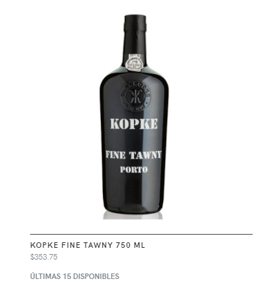 KOPKE
FINE TAWNY
PORTO
KOPKE FINE TAWNY 750 ML
$353.75
ÚLTIMAS 15 DISPONIBLES